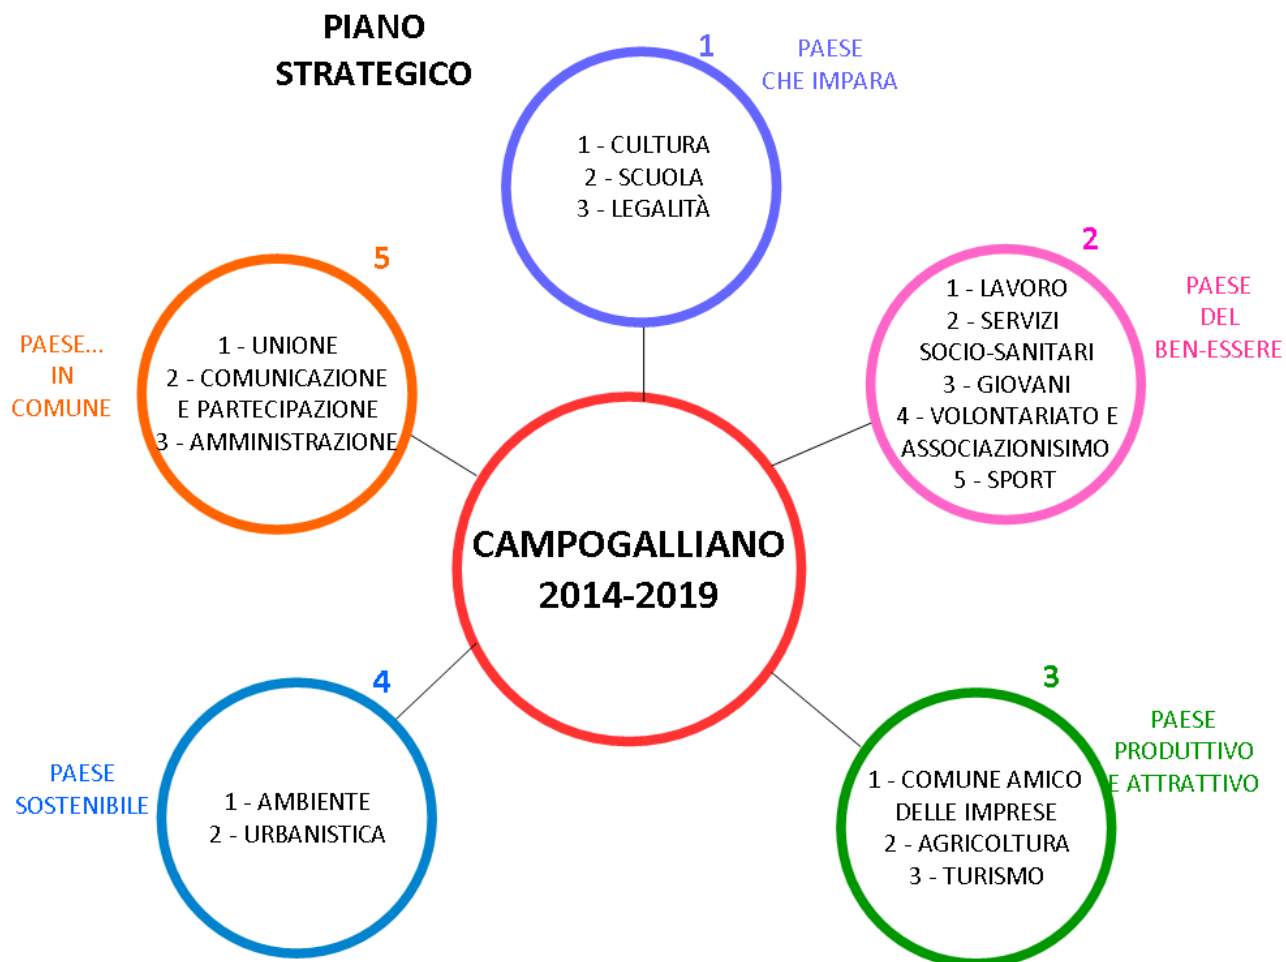 PIANO
STRATEGICO
1
PAESE
CHE IMPARA
1 - CULTURA
2 - SCUOLA
3 - LEGALITÀ
2
PAESE
DEL
BEN-ESSERE
1 - LAVORO
2 - SERVIZI
SOCIO-SANITARI
3 - GIOVANI
4 - VOLONTARIATO E
ASSOCIAZIONISIMO
5 - SPORT
5
PAESE...
IN
COMUNE
1 - UNIONE
2 - COMUNICAZIONE
E PARTECIPAZIONE
3 - AMMINISTRAZIONE
CAMPOGALLIANO
2014-2019
4
PAESE
SOSTENIBILE
1 - AMBIENTE
2 - URBANISTICA
3
PAESE
PRODUTTIVO
E ATTRATTIVO
1 - COMUNE AMICO
DELLE IMPRESE
2 - AGRICOLTURA
3 - TURISMO